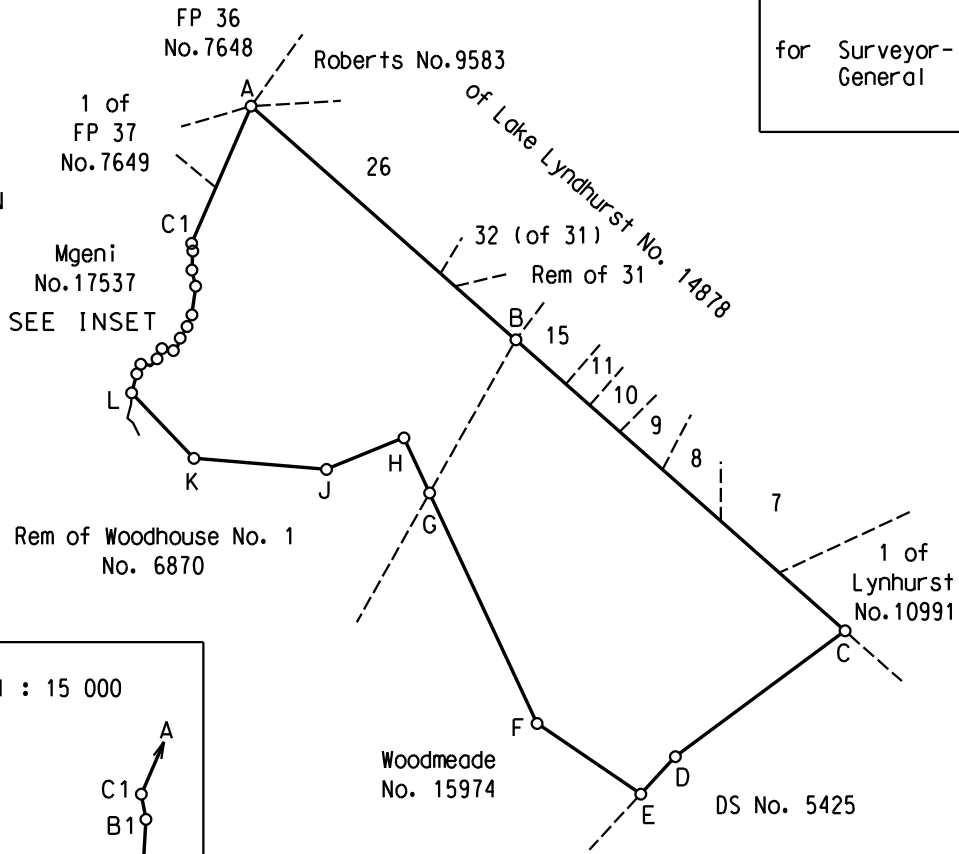 FP 36
No.7648
for Surveyor-
General
Roberts No.9583
A
of Lake Lyndhurst No. 14878
1 of
FP 37
No.7649
26
N
C1
32 (of 31)
Mgeni
No.17537
Rem of 31
SEE INSET
B
15
11
10
L
9
H
8
K
J
7
G
Rem of Woodhouse No. 1
No. 6870
1 of
Lynhurst
No.10991
C
1 : 15 000
A
F
Woodmeade
No. 15974
D
C1
E
DS No. 5425
B1